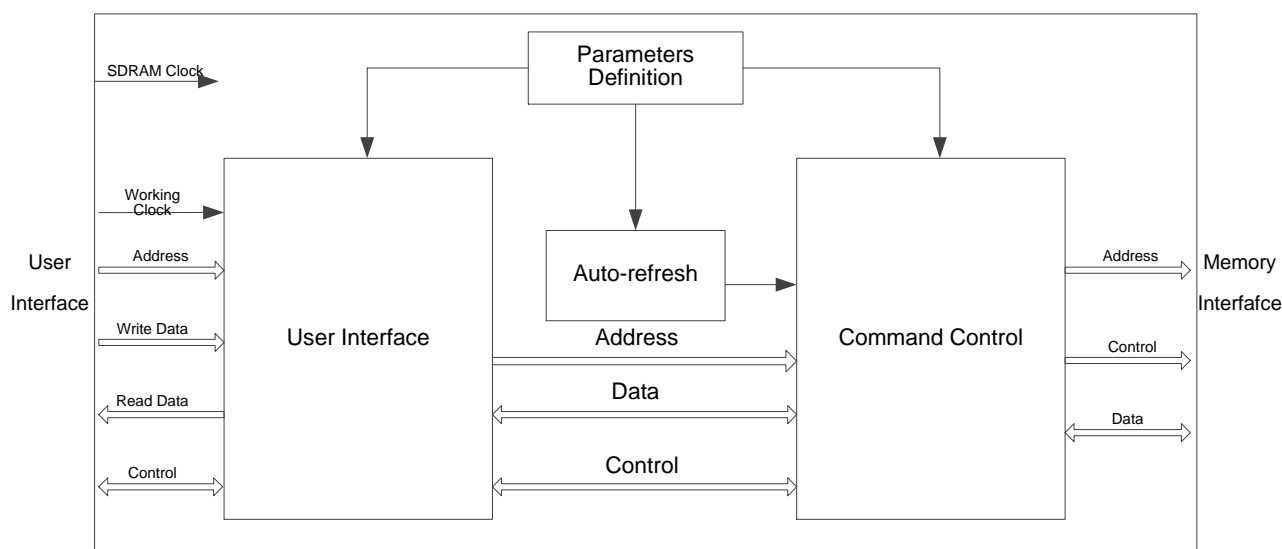 Parameters
Definition
SDRAM Clock
Working
Clock
User
Interface
Address
Write Data
Read Data
Control
User Interface
Auto-refresh
Address
Data
Control
Command Control
Address
Control
Data
Memory
Interfafce